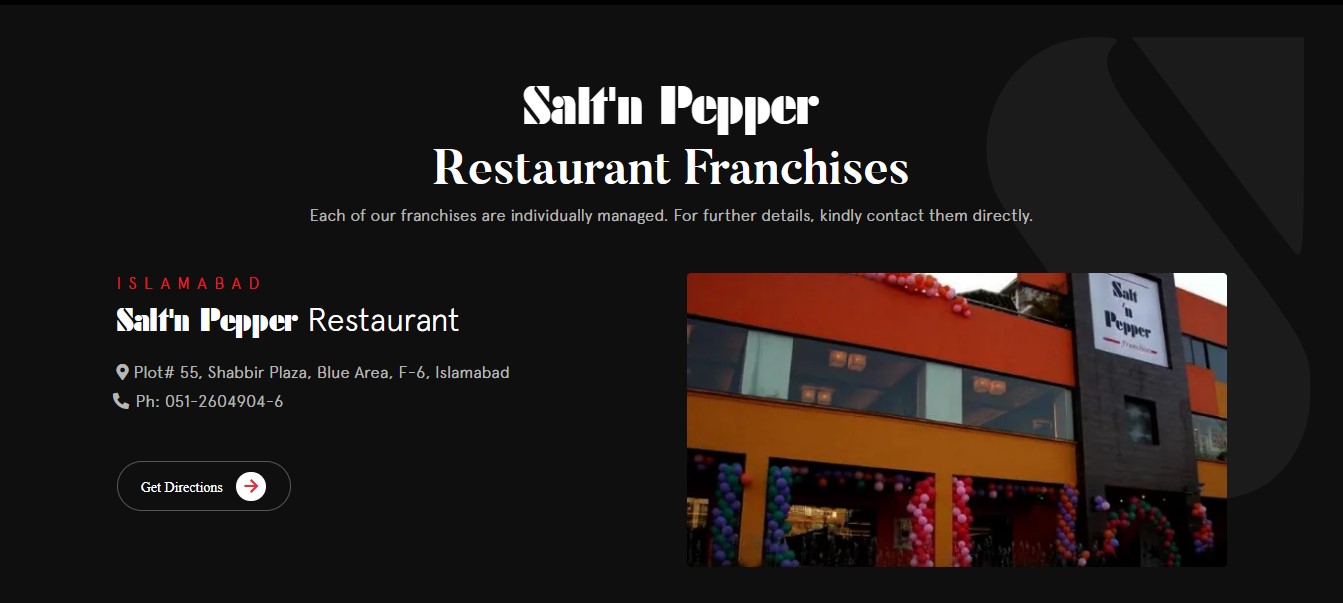 Salt'n Pepper
Restaurant Franchises
Each of our franchises are individually managed. For further details, kindly contact them directly.
ISLAMABAD
Salt'n Pepper Restaurant
Plot# 55, Shabbir Plaza, Blue Area, F-6, Islamabad
Ph: 051-2604904-6
Get Directions
Salt
'n
Pepper
Franchise